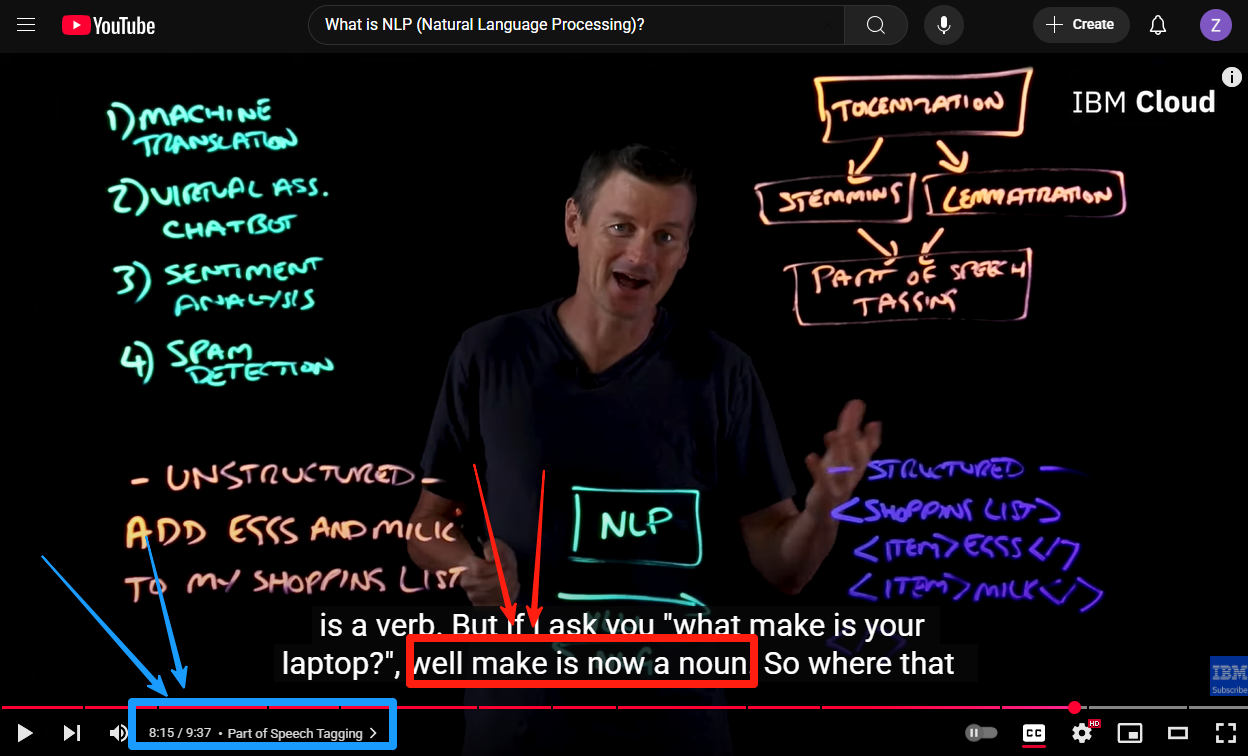 YouTube
What is NLP (Natural Language Processing)?
Create
Z
1) MACHINE
TRANSLATION
2) VIRTUAL ASS.
CHATBOT
3) SENTIMENT
ANALYSIS
4) SPAM
DETECTION
TOKENIZATION
STEMMING
LEMMATRATION
PART OF SPEECH
TAGGING
IBM Cloud
- UNSTRUCTURED -
ADD EGGS AND MILK
TO MY SHOPPING LIST
NLP
- STRUCTURED -
<SHOPPING LIST>
<ITEM>EGGS</>
<ITEM>MILK</>
is a verb. But if I ask you "what make is your
laptop?", well make is now a noun. So where that
IBM
Subscribe
8:15 / 9:37 • Part of Speech Tagging
CC
HD